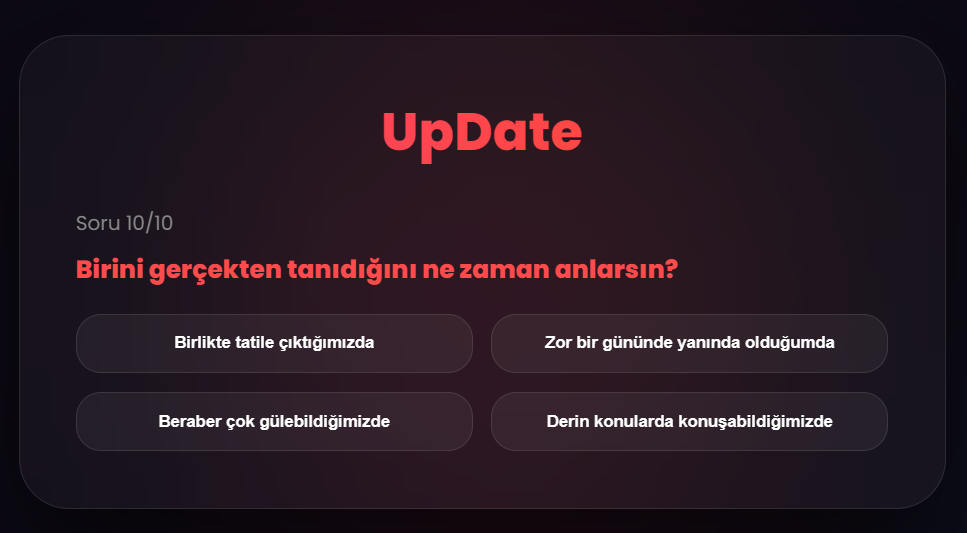 UpDate
Soru 10/10
Birini gerçekten tanıdığını ne zaman anlarsın?
Birlikte tatile çıktığımızda
Zor bir gününde yanında olduğumda
Beraber çok gülebildiğimizde
Derin konularda konuşabildiğimizde